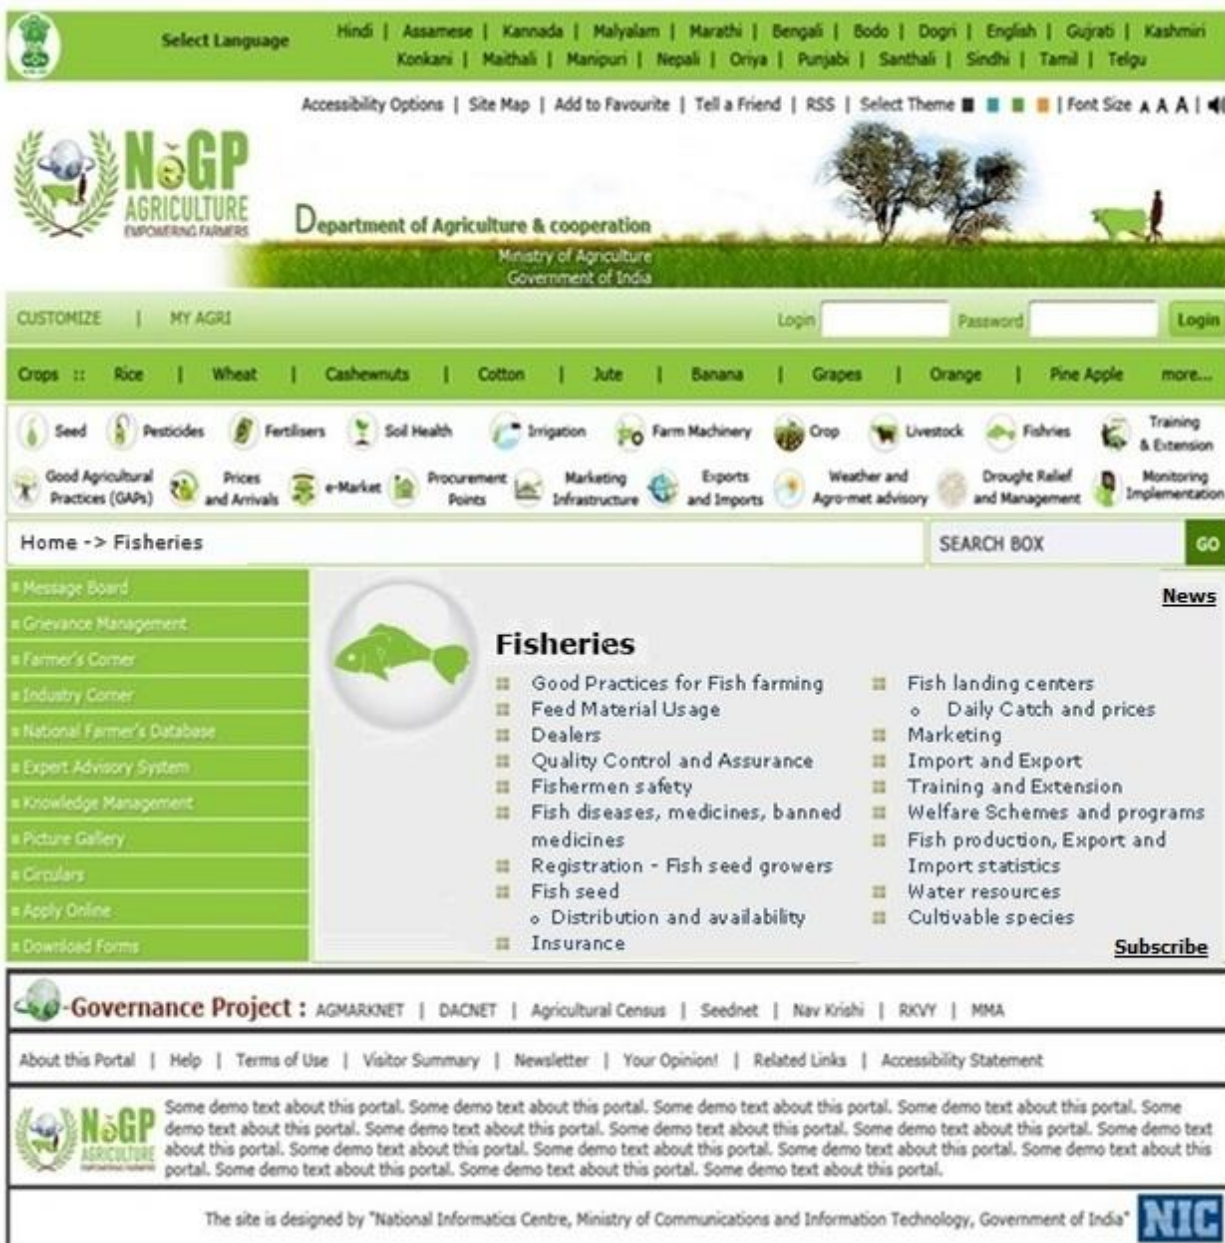 Select Language
Hindi | Assamese | Kannada | Malyalam | Marathi | Bengali | Bodo | Dogri | English | Gujrati | Kashmiri
Konkani | Maithali | Manipuri | Nepali | Oriya | Punjabi | Santhali | Sindhi | Tamil | Telgu
Accessibility Options | Site Map | Add to Favourite | Tell a Friend | RSS | Select Theme | Font Size A A A |
NeGP
AGRICULTURE
EMPOWERING FARMERS
Department of Agriculture & cooperation
Ministry of Agriculture
Government of India
CUSTOMIZE | MY AGRI Login Password Login
Crops :: Rice | Wheat | Cashewnuts | Cotton | Jute | Banana | Grapes | Orange | Pine Apple more...
Seed Pesticides Fertilisers Soil Health Irrigation Farm Machinery Crop Livestock Fishries Training & Extension
Good Agricultural Practices (GAPs) Prices and Arrivals e-Market Procurement Points Marketing Infrastructure Exports and Imports Weather and Agro-met advisory Drought Relief and Management Monitoring Implementation
Home -> Fisheries SEARCH BOX GO
Message Board
Grievance Management
Farmer's Corner
Industry Corner
National Farmer's Database
Expert Advisory System
Knowledge Management
Picture Gallery
Circulars
Apply Online
Download Forms
News
Fisheries
Good Practices for Fish farming
Feed Material Usage
Dealers
Quality Control and Assurance
Fishermen safety
Fish diseases, medicines, banned
medicines
Registration - Fish seed growers
Fish seed
Distribution and availability
Insurance
Fish landing centers
Daily Catch and prices
Marketing
Import and Export
Training and Extension
Welfare Schemes and programs
Fish production, Export and
Import statistics
Water resources
Cultivable species
Subscribe
-Governance Project : AGMARKNET | DACNET | Agricultural Census | Seednet | Nav Krishi | RKVY | MMA
About this Portal | Help | Terms of Use | Visitor Summary | Newsletter | Your Opinion! | Related Links | Accessibility Statement
NeGP
AGRICULTURE
EMPOWERING FARMERS
Some demo text about this portal. Some demo text about this portal. Some demo text about this portal. Some demo text about this portal. Some
demo text about this portal. Some demo text about this portal. Some demo text about this portal. Some demo text about this portal. Some demo text
about this portal. Some demo text about this portal. Some demo text about this portal. Some demo text about this portal. Some demo text about this
portal. Some demo text about this portal. Some demo text about this portal. Some demo text about this portal.
The site is designed by "National Informatics Centre, Ministry of Communications and Information Technology, Government of India"
NIC